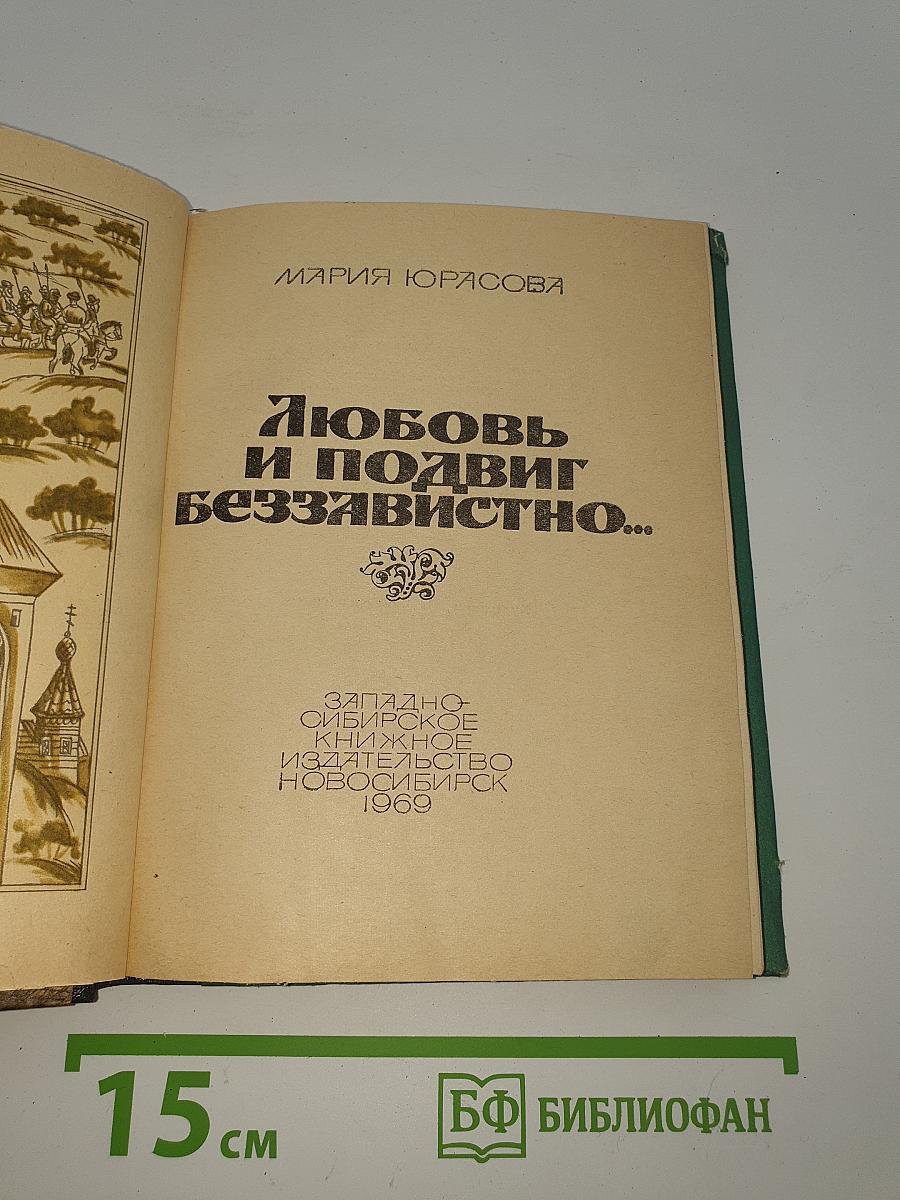 МАРИЯ ЮРАСОВА
ЛЮБОВЬ
И ПОДВИГ
БЕЗЗАВИСТНО...
ЗАПАДНО-
СИБИРСКОЕ
КНИЖНОЕ
ИЗДАТЕЛЬСТВО
НОВОСИБИРСК
1969
15 см
БФ БИБЛИОФАН